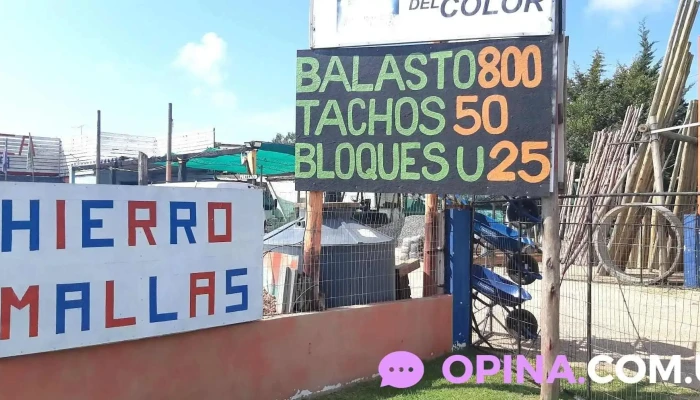 DEL COLOR
BALASTO 800
TACHOS 50
BLOQUES U 25
HIERRO
MALLAS
OPINA.COM.U